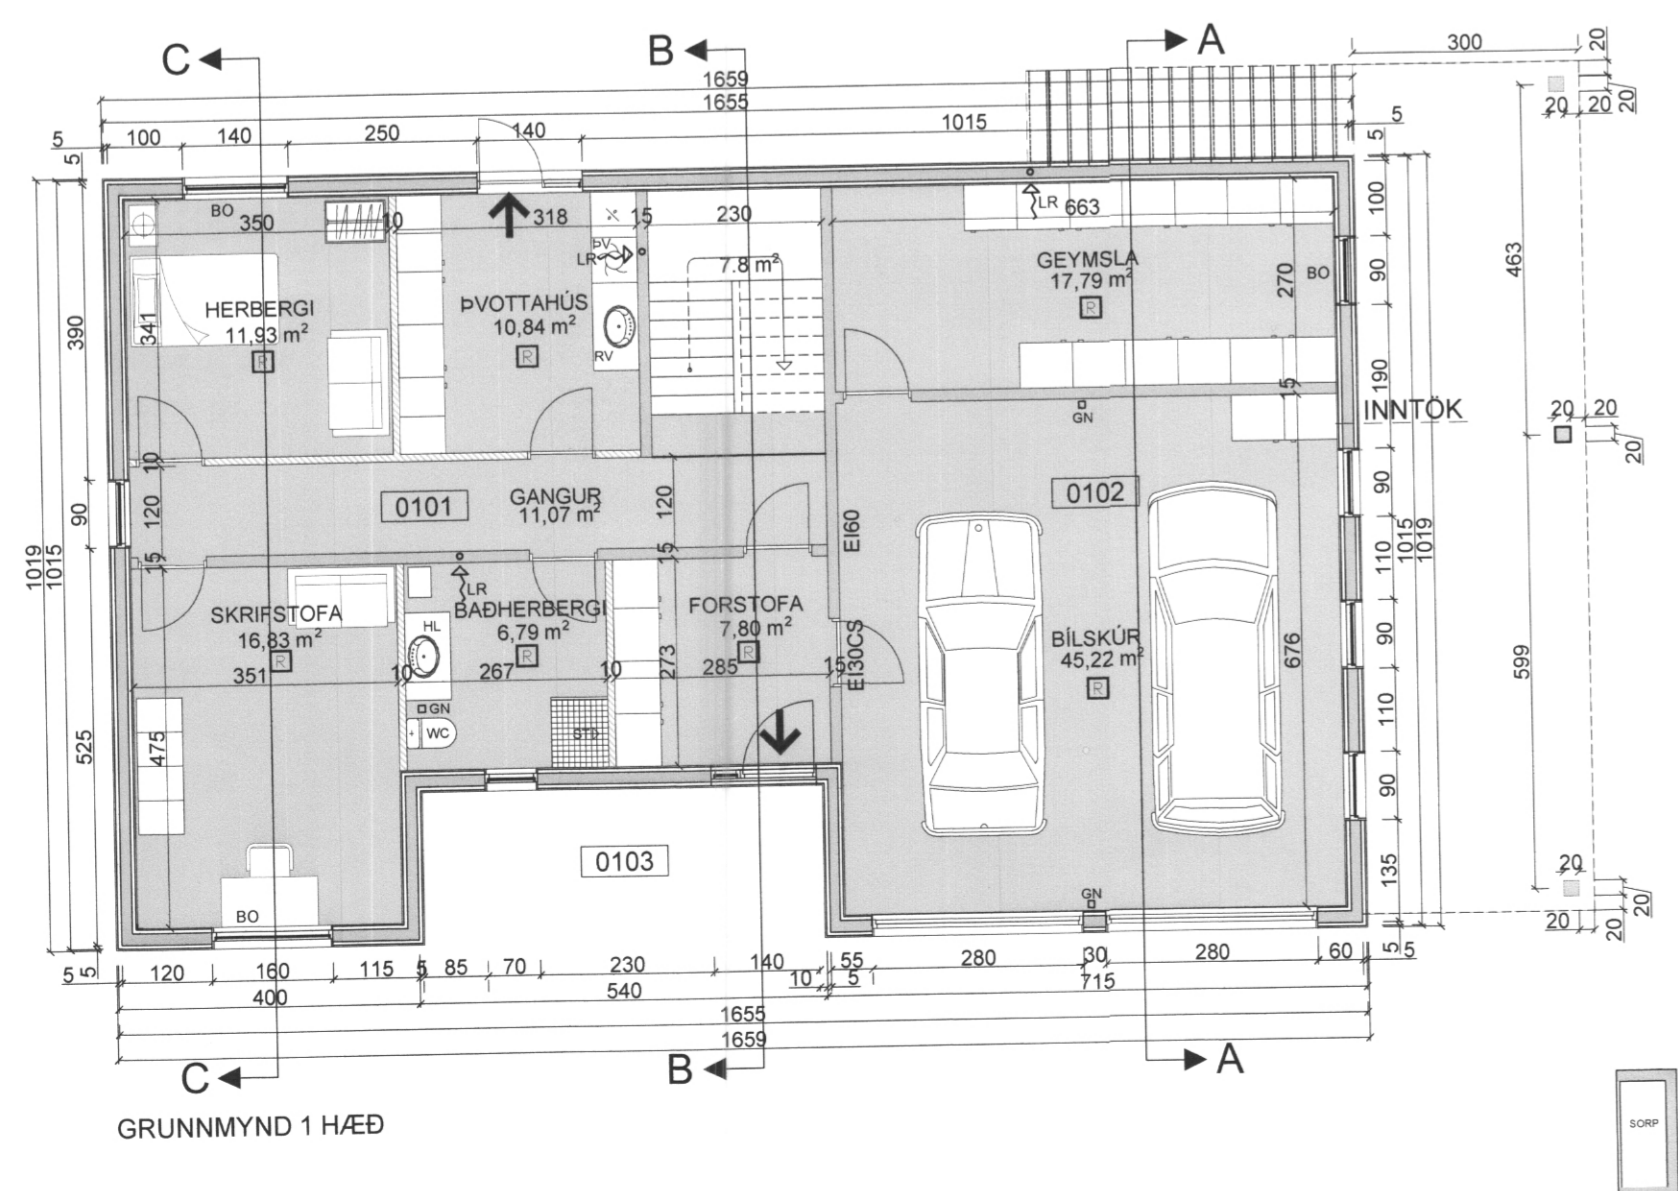 C
B
A
300
20
1659
1655
20
20
20
5
100
140
250
140
1015
5
5
5
BO
350
10
318
15
230
LR
663
100
ÞV
LR
7.8 m²
GEYMSLA
17,79 m²
270
BO
90
463
HERBERGI
11,93 m²
R
341
390
ÞVOTTAHÚS
10,84 m²
R
RV
R
190
15
GN
INNTÖK
20
20
20
10
0101
GANGUR
11,07 m²
120
120
90
EI60
0102
90
1019
1015
15
15
110
1015
1019
LR
SKRIFSTOFA
16,83 m²
R
351
10
HL
BAÐHERBERGI
6,79 m²
R
267
10
273
FORSTOFA
7,80 m²
R
285
15
EI30CS
BÍLSKÚR
45,22 m²
R
676
90
599
525
475
GN
WC
STD
110
90
0103
BO
GN
135
20
20
20
20
5
5
120
160
115
5
85
70
230
140
55
280
30
280
60
5
5
400
540
10
5
715
1655
1659
C
B
A
GRUNNMYND 1 HÆÐ
SORP